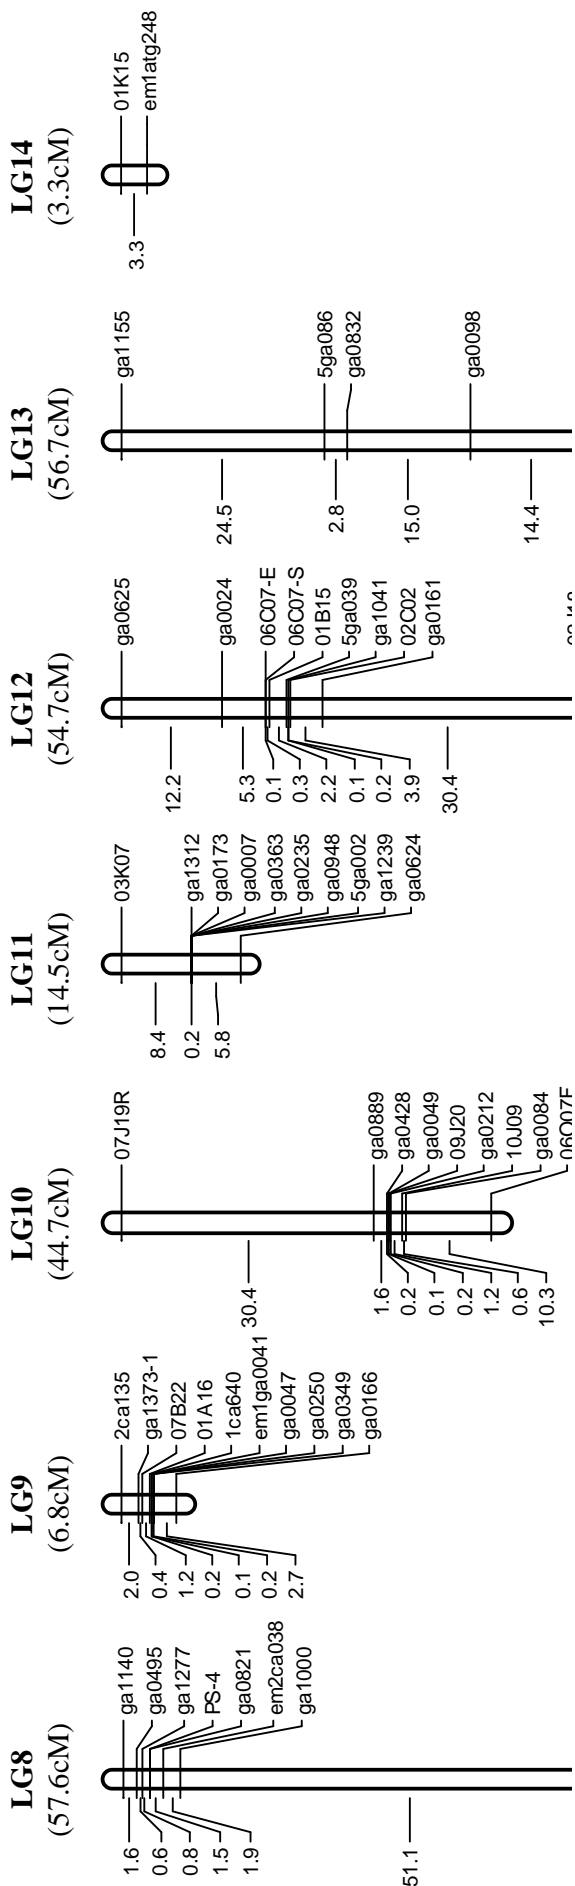 LG8
(57.6cM)
1.6
0.6
0.8
1.5
1.9
51.1
ga1140
ga0495
ga1277
PS-4
ga0821
em2ca038
ga1000
LG9
(6.8cM)
2.0
0.4
1.2
0.2
0.1
0.2
2.7
2ca135
ga1373-1
07B22
01A16
1ca640
em1ga0041
ga0047
ga0250
ga0349
ga0166
LG10
(44.7cM)
30.4
1.6
0.2
0.1
0.2
1.2
0.6
10.3
07J19R
ga0889
ga0428
ga0049
09J20
ga0212
10J09
ga0084
LG11
(14.5cM)
8.4
0.2
5.8
03K07
ga1312
ga0173
ga0007
ga0363
ga0235
ga0948
5ga002
ga1239
ga0624
LG12
(54.7cM)
12.2
5.3
0.1
0.3
2.2
0.1
0.2
3.9
30.4
ga0625
ga0024
06C07-E
06C07-S
01B15
5ga039
ga1041
02C02
ga0161
LG13
(56.7cM)
24.5
2.8
15.0
14.4
ga1155
5ga086
ga0832
ga0098
LG14
(3.3cM)
3.3
01K15
em1atg248